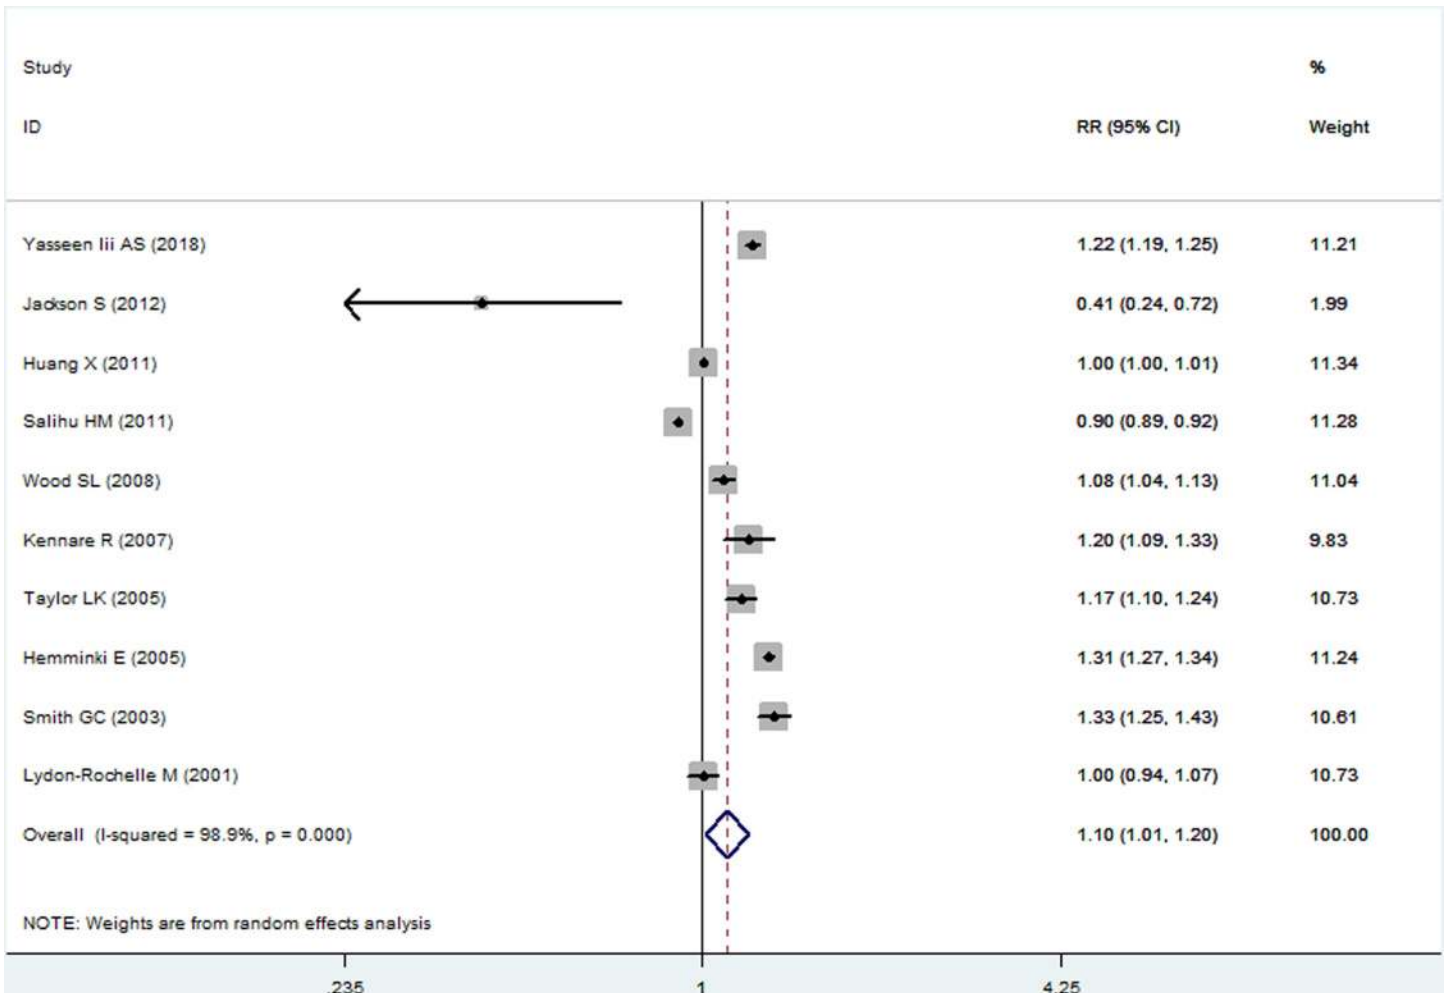 Study %
ID RR (95% CI) Weight
Yasseen Iii AS (2018) 1.22 (1.19, 1.25) 11.21
Jackson S (2012) 0.41 (0.24, 0.72) 1.99
Huang X (2011) 1.00 (1.00, 1.01) 11.34
Salihu HM (2011) 0.90 (0.89, 0.92) 11.28
Wood SL (2008) 1.08 (1.04, 1.13) 11.04
Kennare R (2007) 1.20 (1.09, 1.33) 9.83
Taylor LK (2005) 1.17 (1.10, 1.24) 10.73
Hemminki E (2005) 1.31 (1.27, 1.34) 11.24
Smith GC (2003) 1.33 (1.25, 1.43) 10.61
Lydon-Rochelle M (2001) 1.00 (0.94, 1.07) 10.73
Overall (I-squared = 98.9%, p = 0.000) 1.10 (1.01, 1.20) 100.00
NOTE: Weights are from random effects analysis
.235 1 4.25